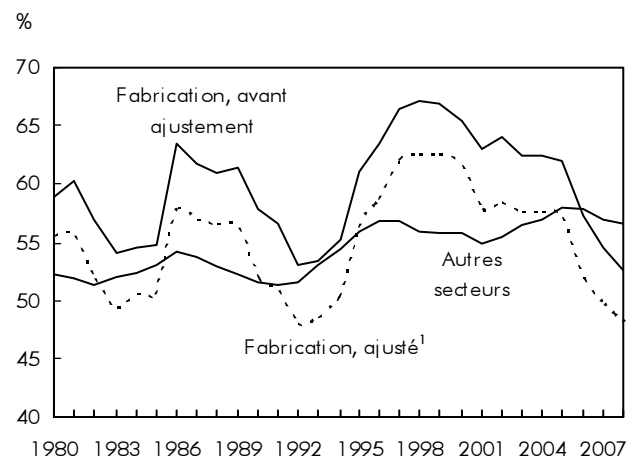 %
70
Fabrication, avant
ajustement
65
60
55
Autres
secteurs
50
Fabrication, ajusté¹
45
40
1980 1983 1986 1989 1992 1995 1998 2001 2004 2007